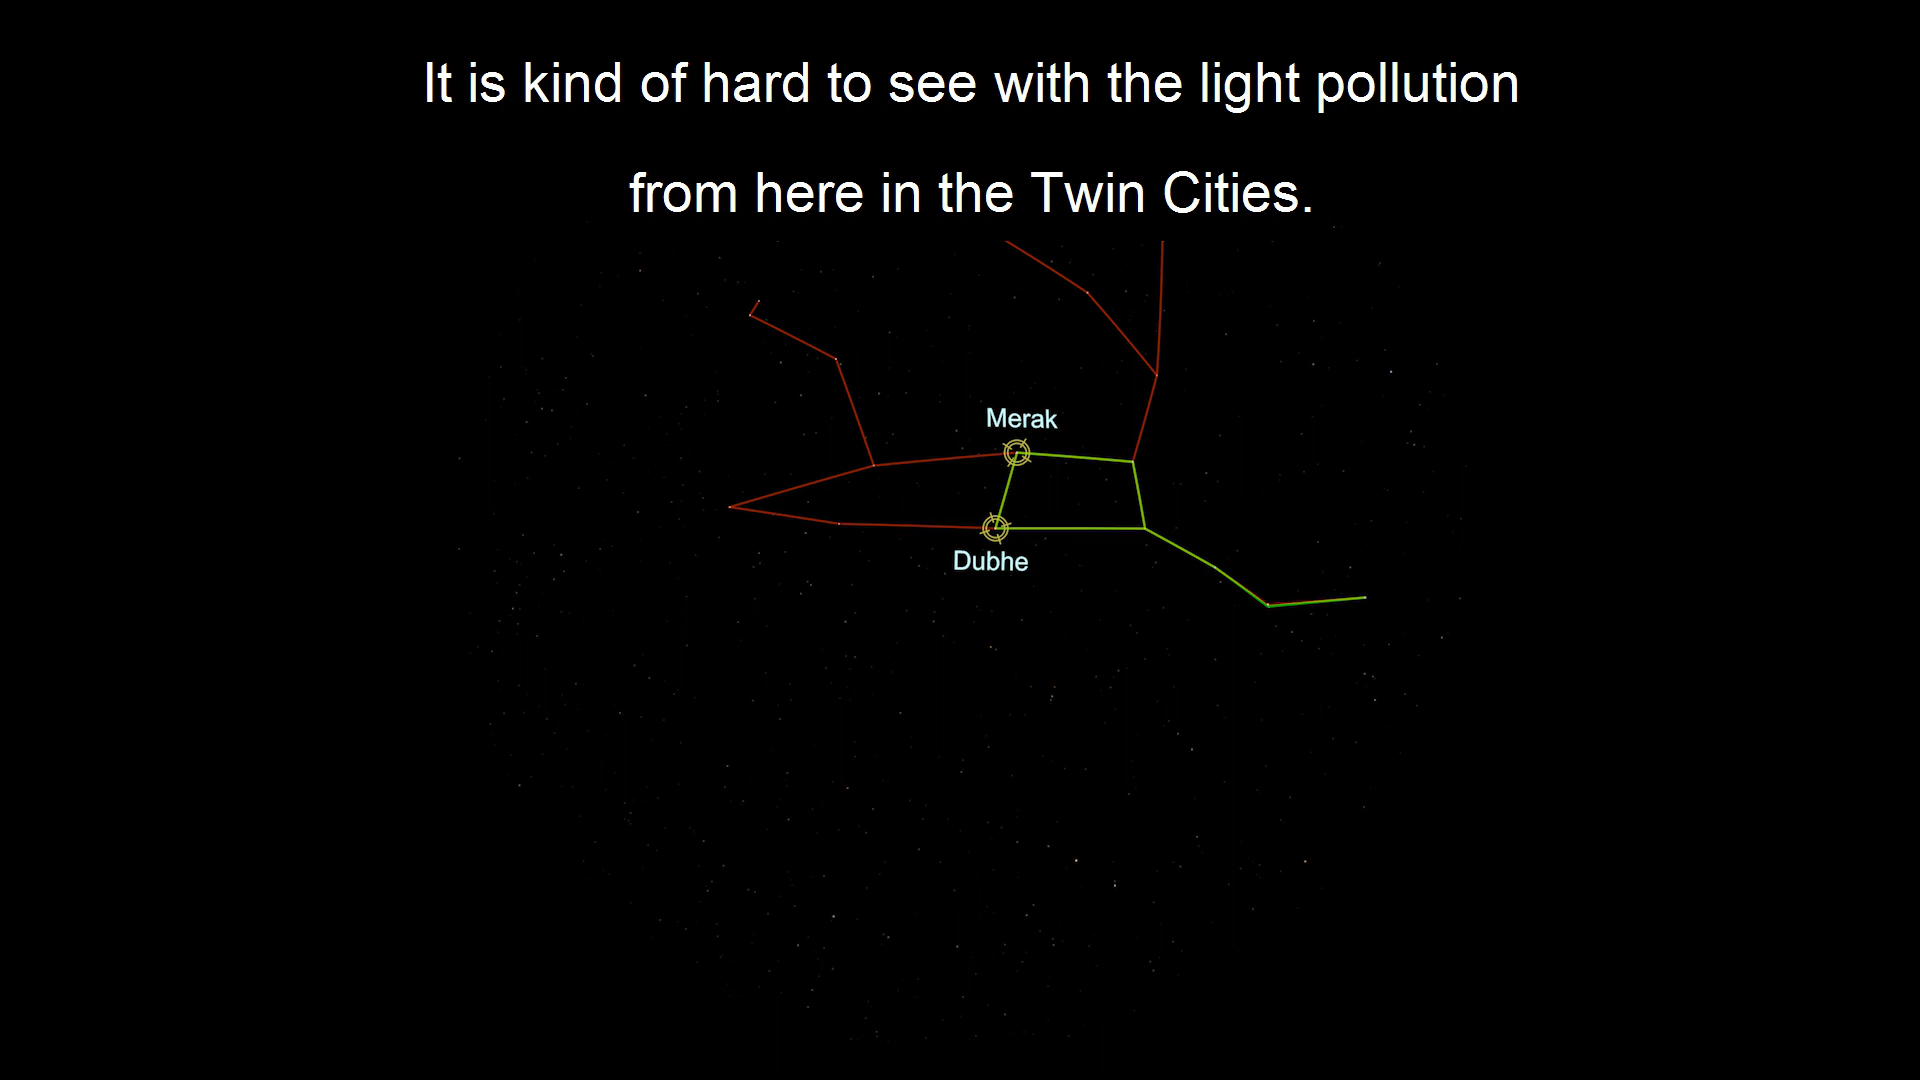 It is kind of hard to see with the light pollution
from here in the Twin Cities.
Merak
Dubhe